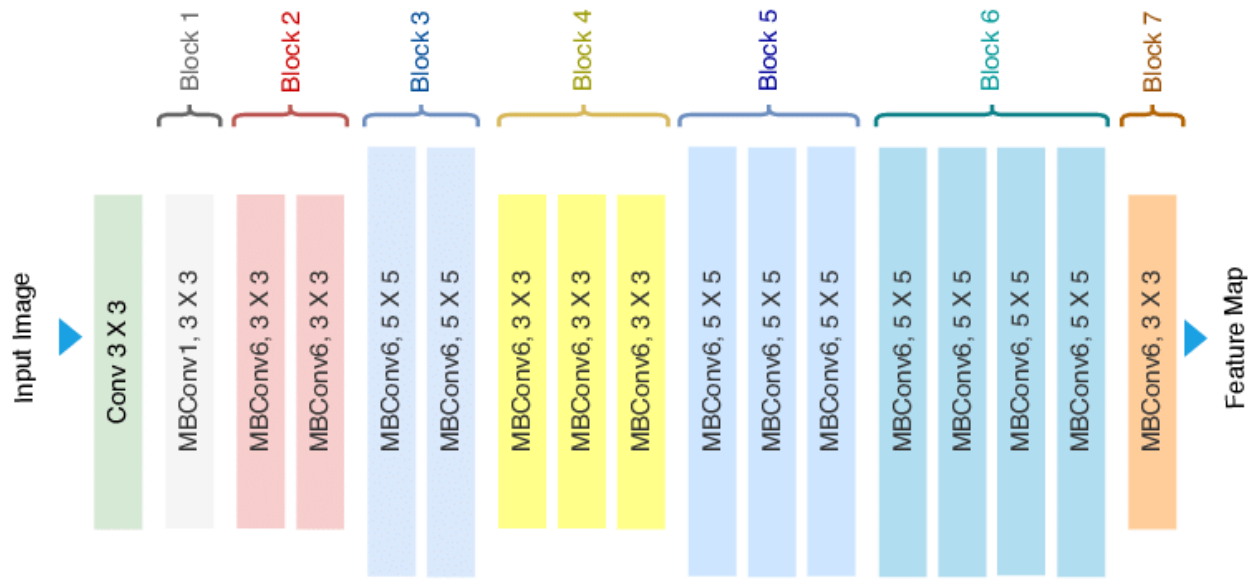 Input Image
Conv 3 X 3
Block 1
MBConv1, 3 X 3
Block 2
MBConv6, 3 X 3
MBConv6, 3 X 3
Block 3
MBConv6, 5 X 5
MBConv6, 5 X 5
Block 4
MBConv6, 3 X 3
MBConv6, 3 X 3
MBConv6, 3 X 3
Block 5
MBConv6, 5 X 5
MBConv6, 5 X 5
MBConv6, 5 X 5
Block 6
MBConv6, 5 X 5
MBConv6, 5 X 5
MBConv6, 5 X 5
MBConv6, 5 X 5
Block 7
MBConv6, 3 X 3
Feature Map